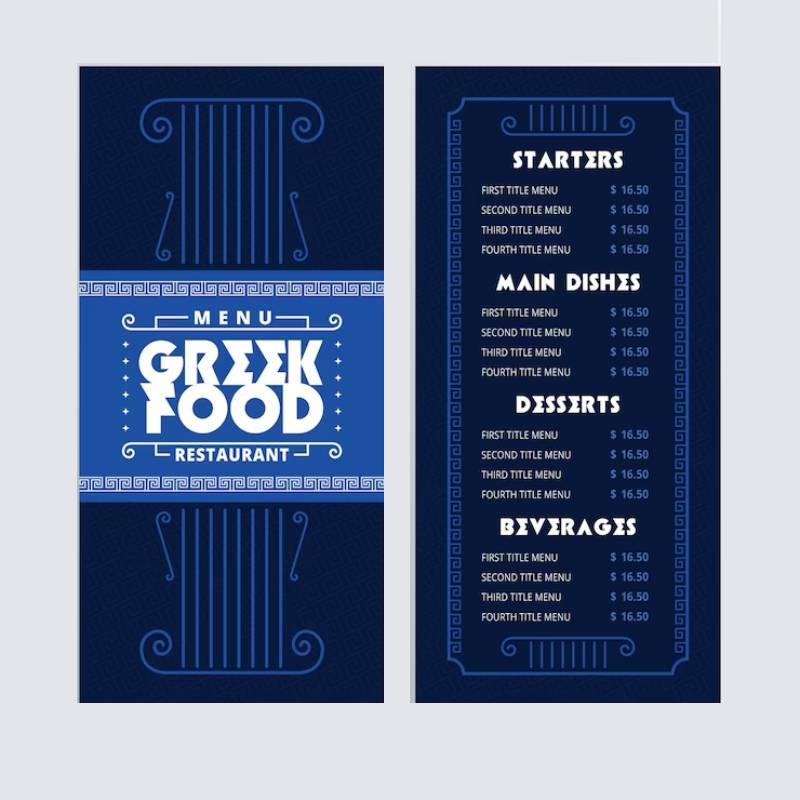 MENU
GREEK
FOOD
RESTAURANT
STARTERS
FIRST TITLE MENU $ 16.50
SECOND TITLE MENU $ 16.50
THIRD TITLE MENU $ 16.50
FOURTH TITLE MENU $ 16.50
MAIN DISHES
FIRST TITLE MENU $ 16.50
SECOND TITLE MENU $ 16.50
THIRD TITLE MENU $ 16.50
FOURTH TITLE MENU $ 16.50
DESSERTS
FIRST TITLE MENU $ 16.50
SECOND TITLE MENU $ 16.50
THIRD TITLE MENU $ 16.50
FOURTH TITLE MENU $ 16.50
BEVERAGES
FIRST TITLE MENU $ 16.50
SECOND TITLE MENU $ 16.50
THIRD TITLE MENU $ 16.50
FOURTH TITLE MENU $ 16.50